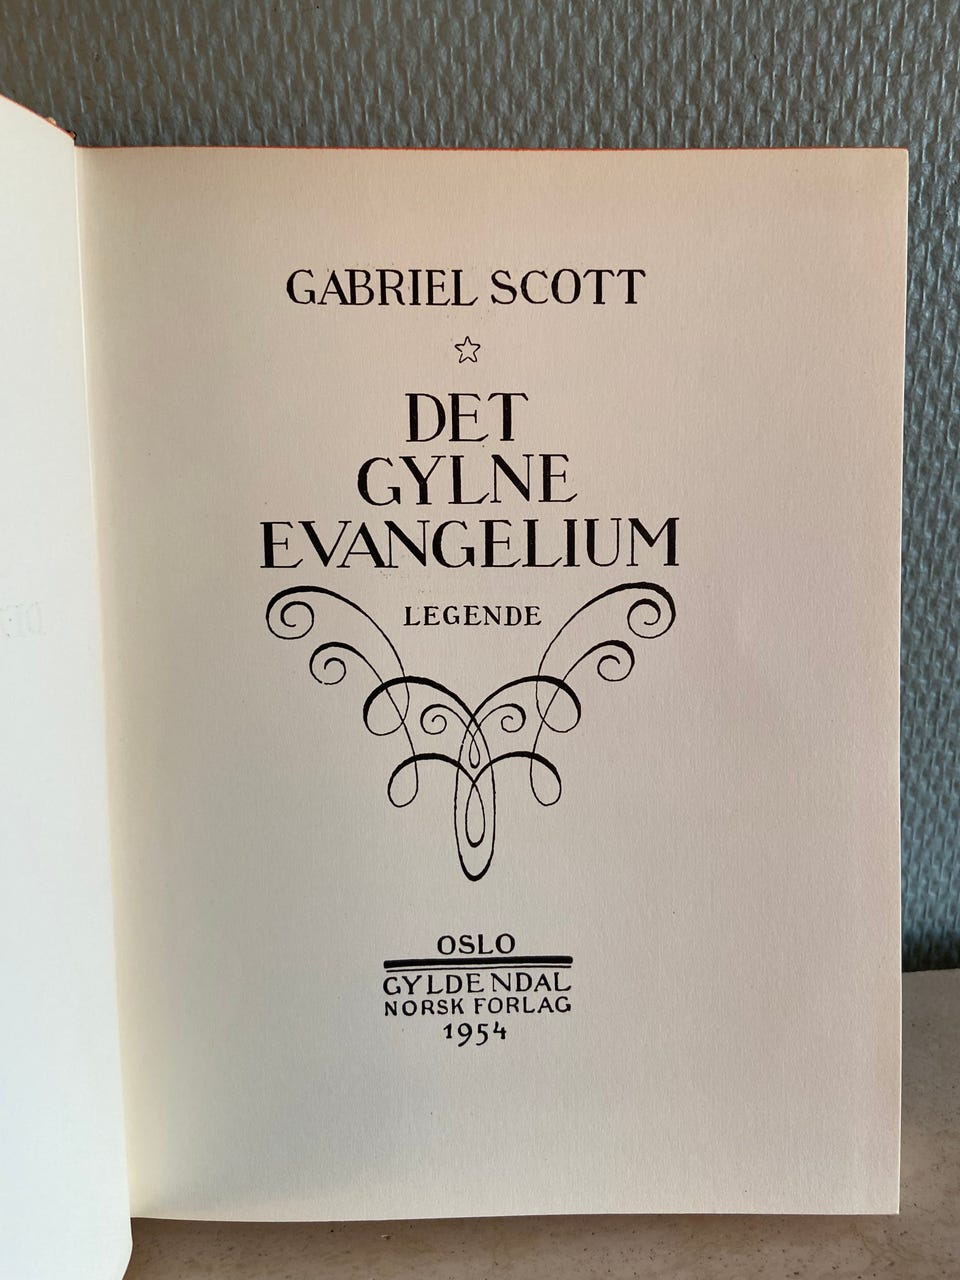 GABRIEL SCOTT
DET
GYLNE
EVANGELIUM
LEGENDE
OSLO
GYLDENDAL
NORSK FORLAG
1954